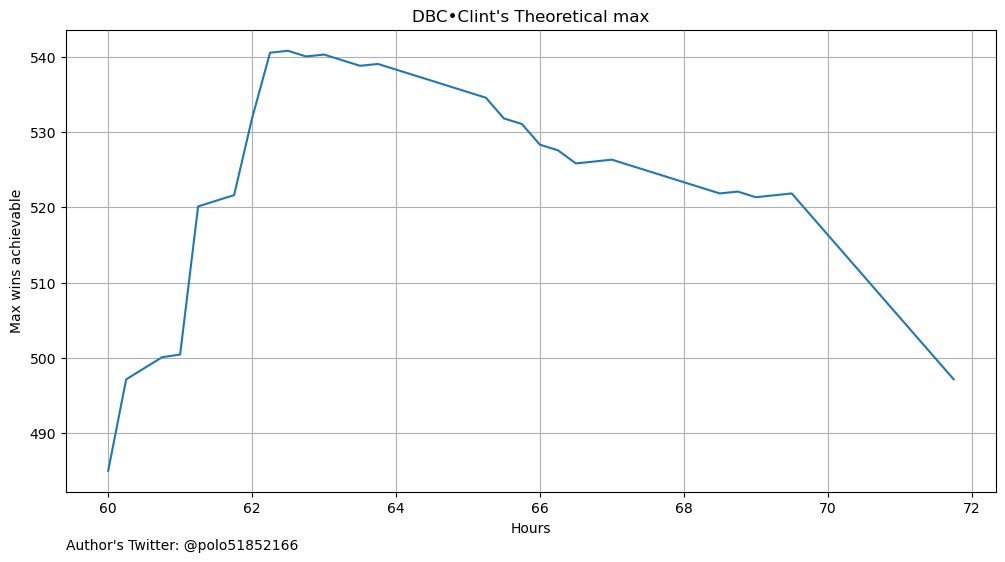 DBC•Clint's Theoretical max
540
530
520
510
500
490
Max wins achievable
60 62 64 66 68 70 72
Hours
Author's Twitter: @polo51852166